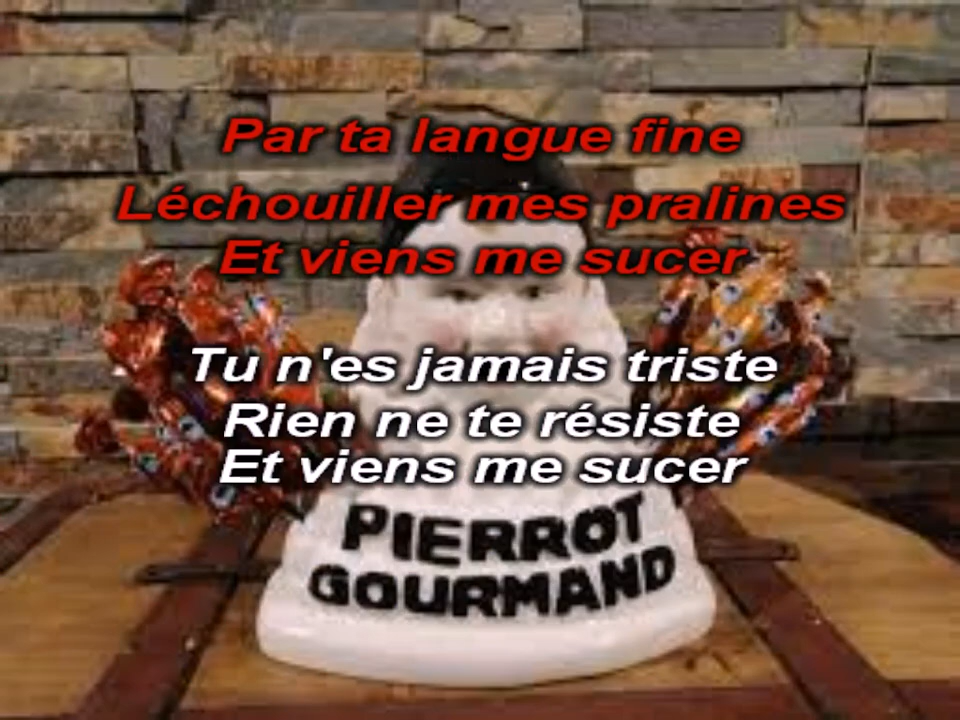 Par ta langue fine
Léchouiller mes pralines
Et viens me sucer
Tu n'es jamais triste
Rien ne te résiste
Et viens me sucer
PIERROT
GOURMAND